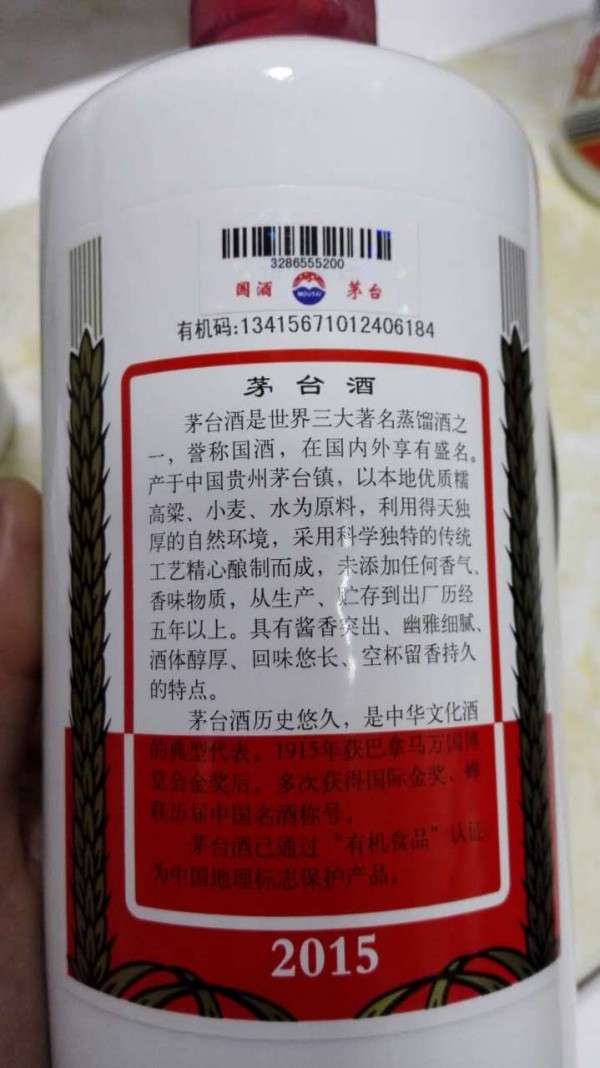 3286555200
国酒 MOUTAI 茅台
有机码:13415671012406184
茅台酒
茅台酒是世界三大著名蒸馏酒之
一，誉称国酒，在国内外享有盛名。
产于中国贵州茅台镇，以本地优质糯
高粱、小麦、水为原料，利用得天独
厚的自然环境，采用科学独特的传统
工艺精心酿制而成，未添加任何香气、
香味物质，从生产、贮存到出厂历经
五年以上。具有酱香突出、幽雅细腻、
酒体醇厚、回味悠长、空杯留香持久
的特点。
茅台酒历史悠久，是中华文化酒
的典型代表。1915年获巴拿马万国博
览会金奖后，多次获得国际金奖、蝉
联历届中国名酒称号。
茅台酒已通过“有机食品”认证
为中国地理标志保护产品。
2015